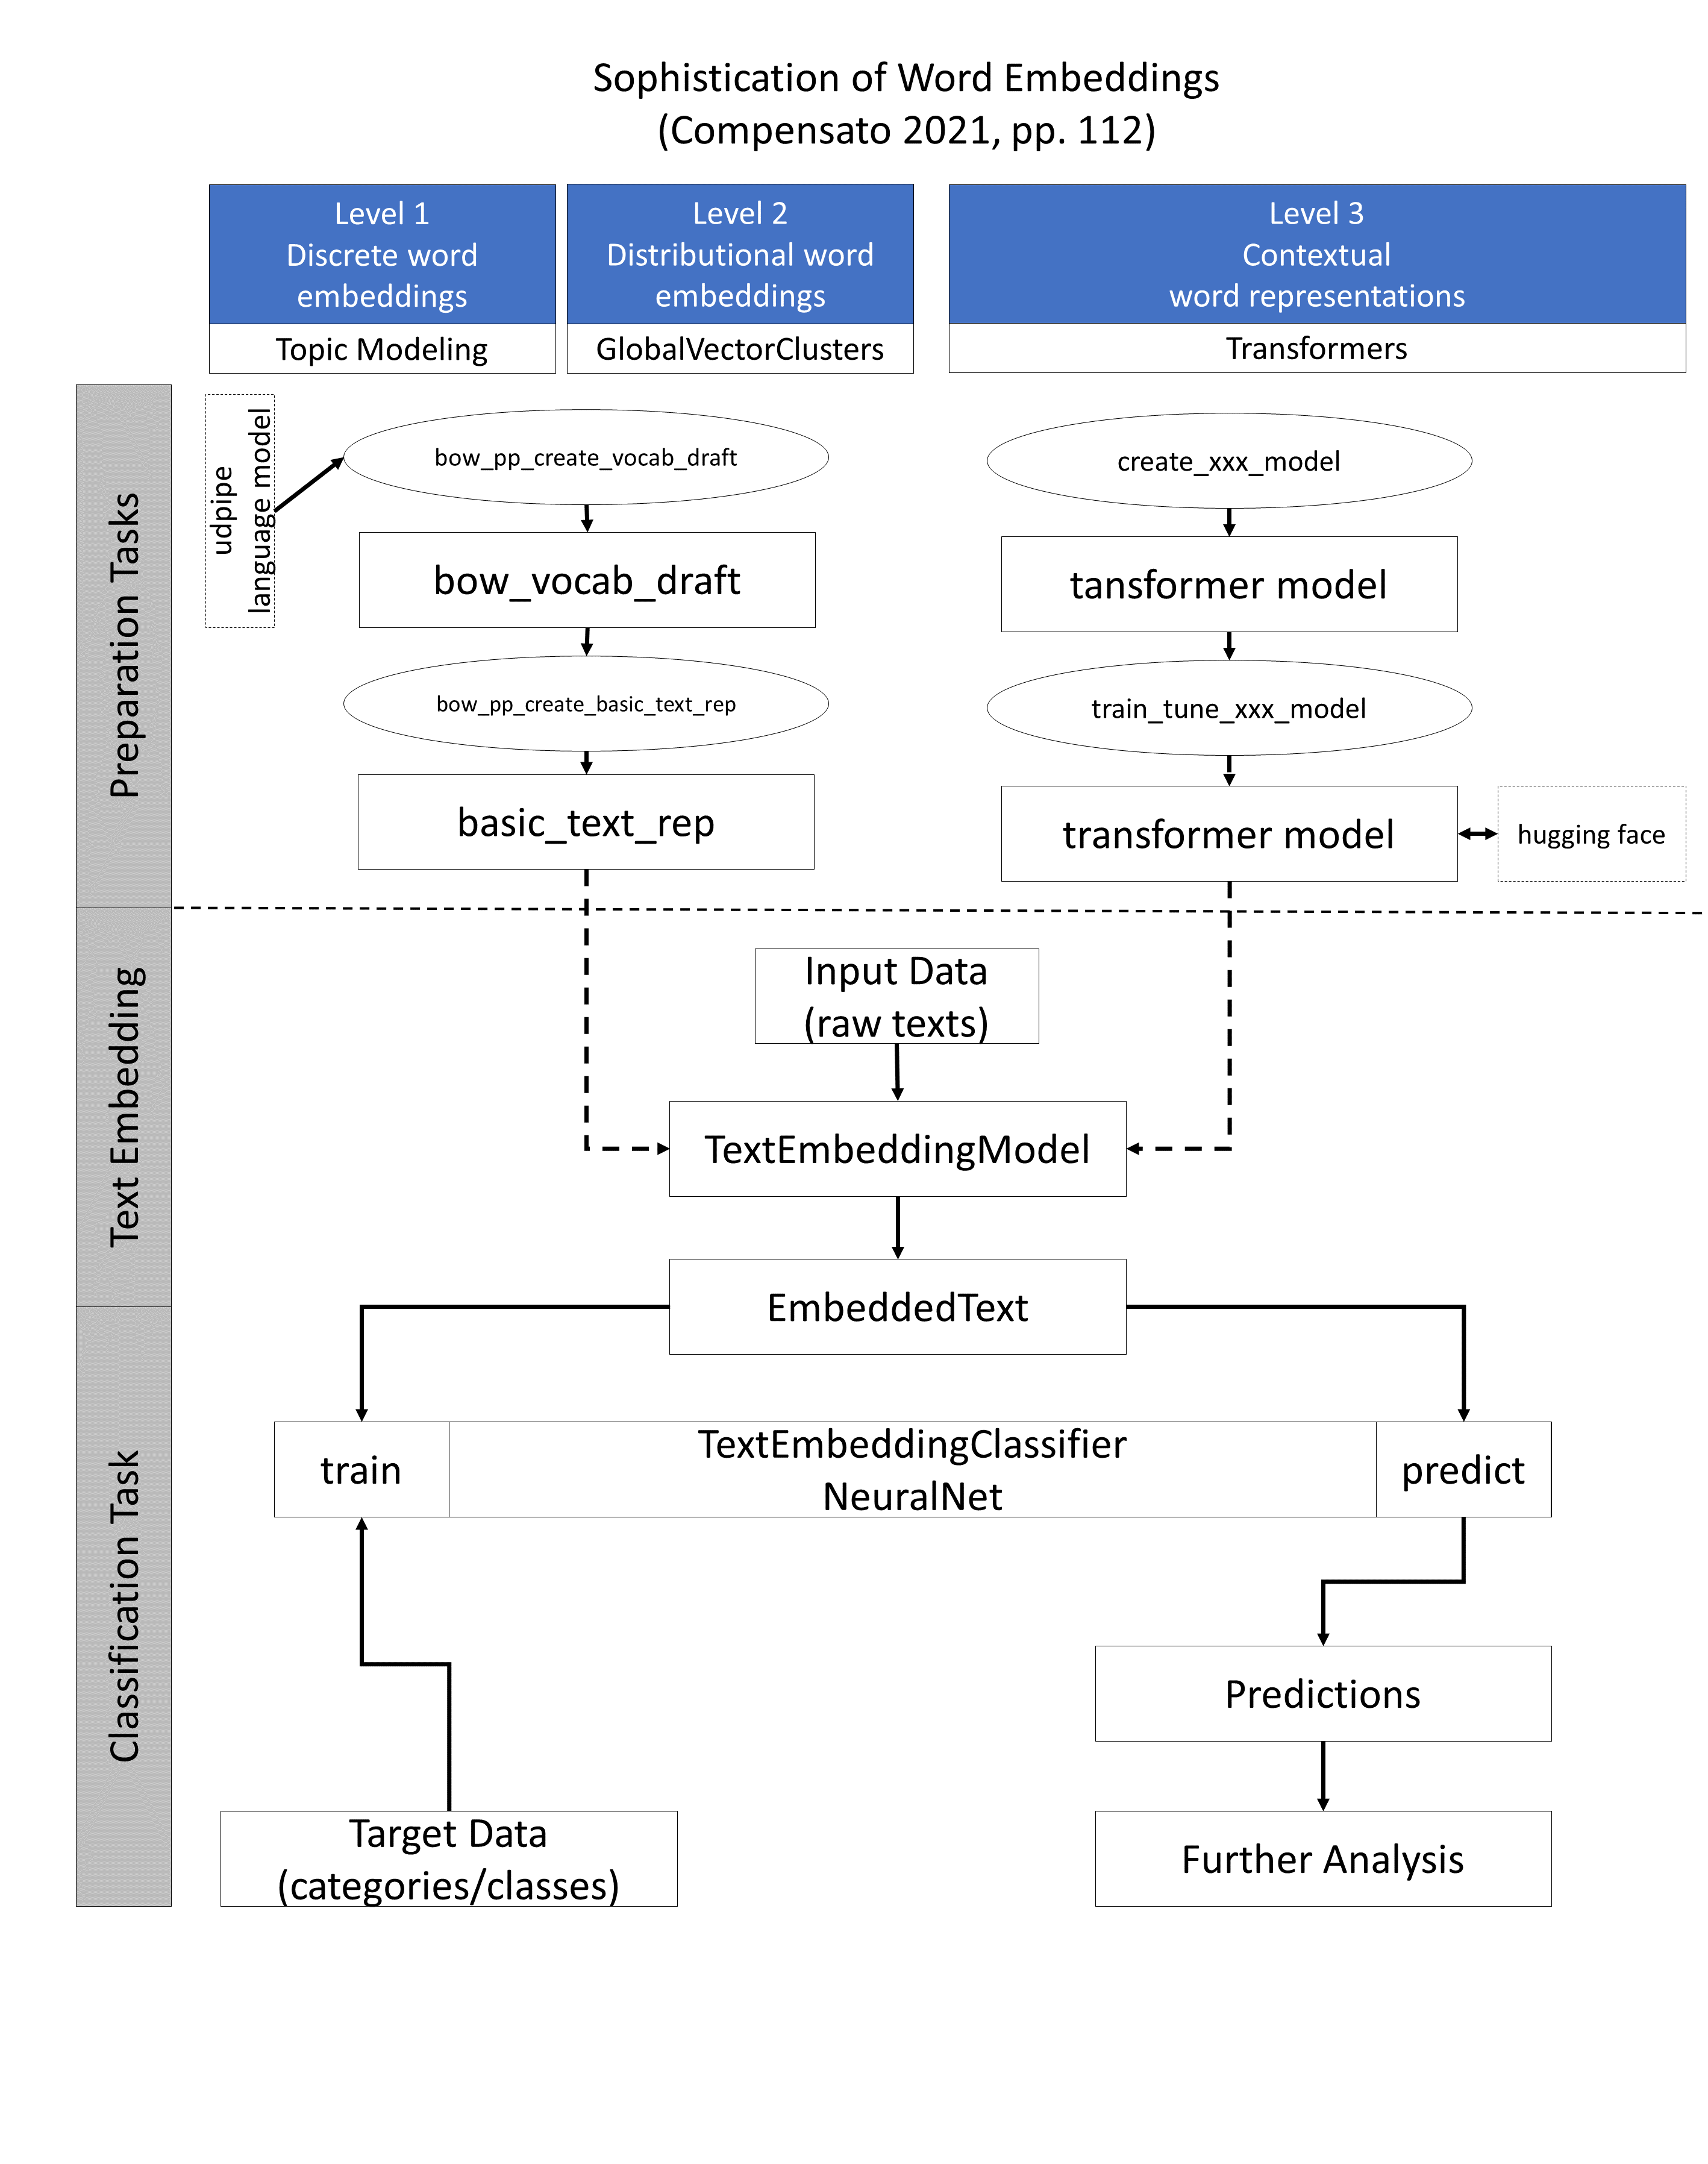 Sophistication of Word Embeddings
(Compensato 2021, pp. 112)
Level 1
Discrete word
embeddings
Topic Modeling
Level 2
Distributional word
embeddings
GlobalVectorClusters
Level 3
Contextual
word representations
Transformers
Preparation Tasks
udpipe
language model
bow_pp_create_vocab_draft
bow_vocab_draft
bow_pp_create_basic_text_rep
basic_text_rep
create_xxx_model
tansformer model
train_tune_xxx_model
transformer model
hugging face
Text Embedding
Input Data
(raw texts)
TextEmbeddingModel
EmbeddedText
Classification Task
train
TextEmbeddingClassifier
NeuralNet
predict
Predictions
Target Data
(categories/classes)
Further Analysis